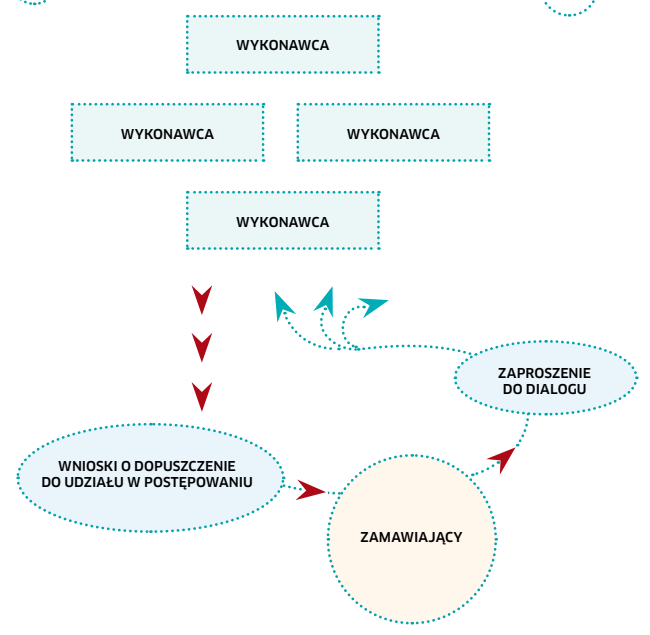 WYKONAWCA
WYKONAWCA
WYKONAWCA
WYKONAWCA
ZAPROSZENIE
DO DIALOGU
WNIOSKI O DOPUSZCZENIE
DO UDZIAŁU W POSTĘPOWANIU
ZAMAWIAJĄCY